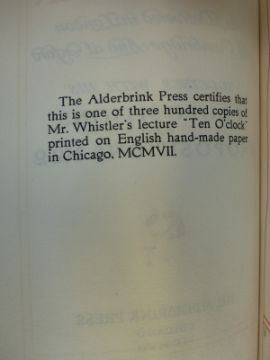 The Alderbrink Press certifies that
this is one of three hundred copies of
Mr. Whistler's lecture "Ten O'clock"
printed on English hand-made paper
in Chicago, MCMVII.